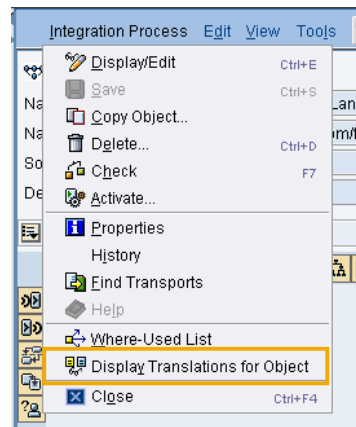 Integration Process Edit View Tools
Display/Edit Ctrl+E
Save Ctrl+S
Copy Object...
Delete... Ctrl+D
Check F7
Activate...
Properties
History
Find Transports
Help
Where-Used List
Display Translations for Object
Close Ctrl+F4